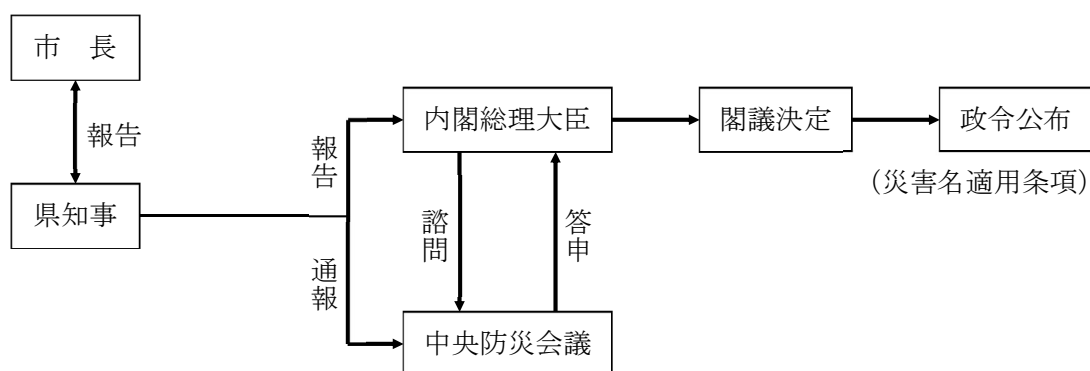 市　長
報告
県知事
報告
通報
内閣総理大臣
諮問
答申
中央防災会議
閣議決定
政令公布
（災害名適用条項）